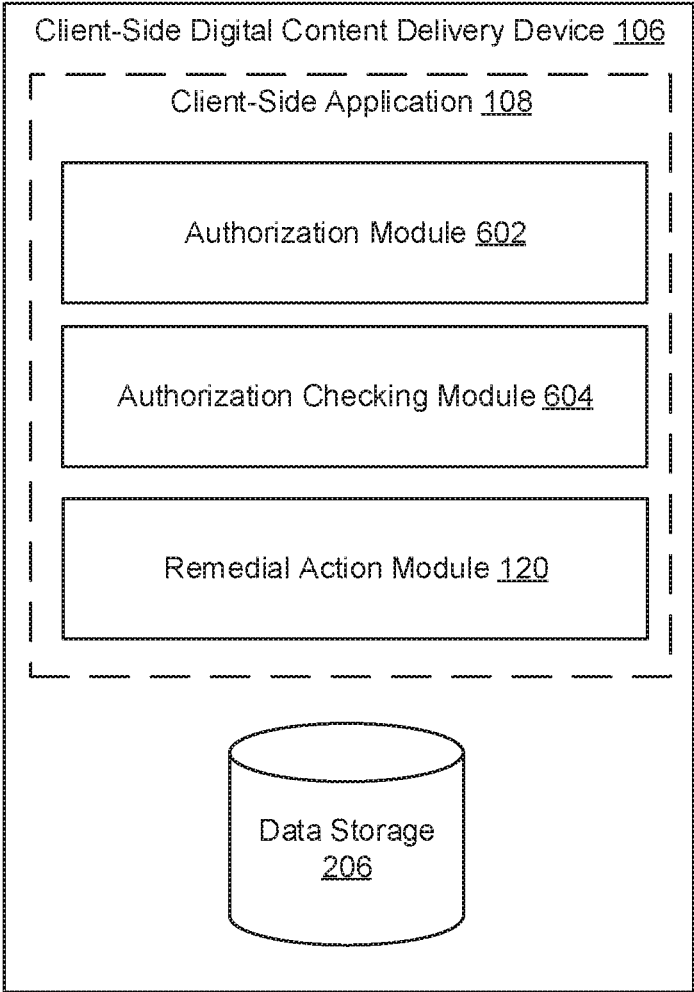 Client-Side Digital Content Delivery Device 106
Client-Side Application 108
Authorization Module 602
Authorization Checking Module 604
Remedial Action Module 120
Data Storage
206